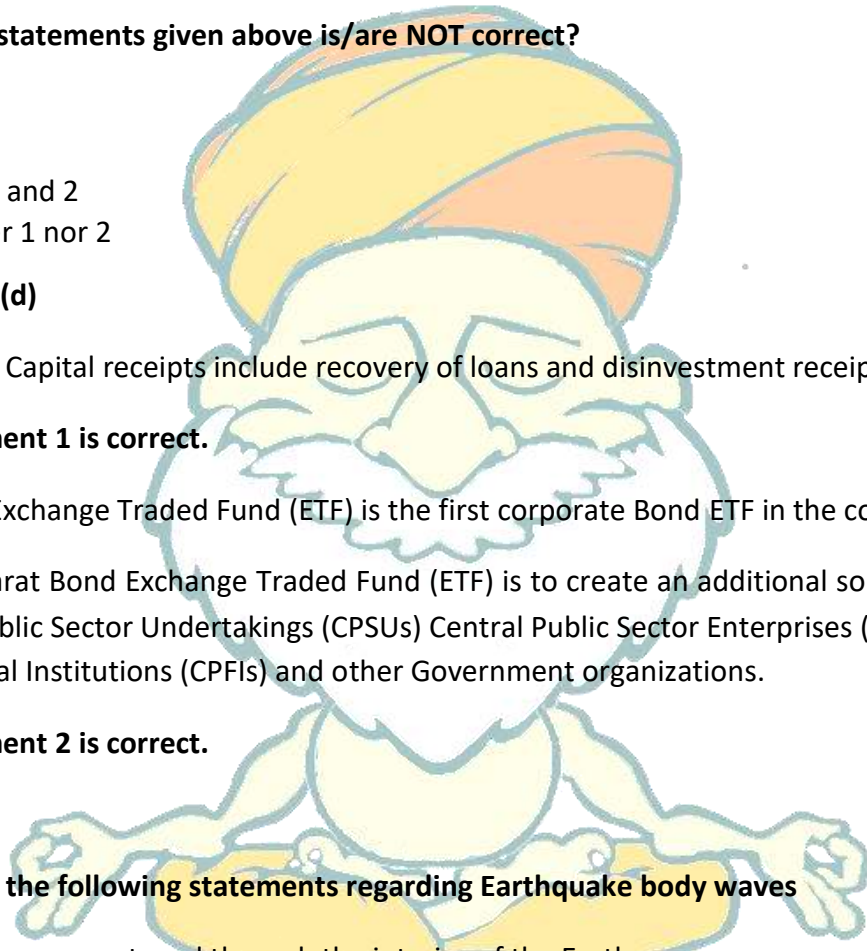 statements given above is/are NOT correct?
and 2
r 1 nor 2
(d)
Capital receipts include recovery of loans and disinvestment receip
ent 1 is correct.
Exchange Traded Fund (ETF) is the first corporate Bond ETF in the co
arat Bond Exchange Traded Fund (ETF) is to create an additional so
blic Sector Undertakings (CPSUs) Central Public Sector Enterprises (
al Institutions (CPFIs) and other Government organizations.
ent 2 is correct.
the following statements regarding Earthquake body waves